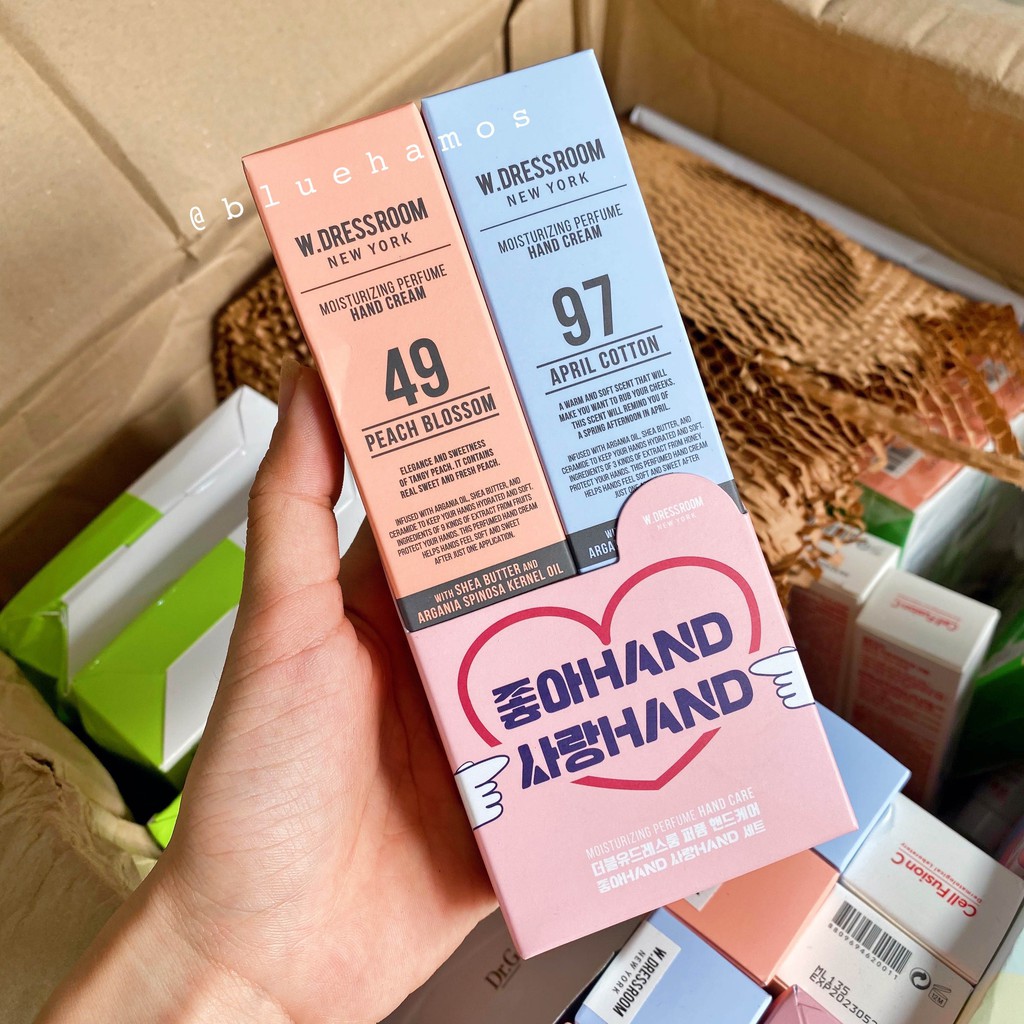 @bluehamos
W.DRESSROOM
NEW YORK
MOISTURIZING PERFUME
HAND CREAM
49
PEACH BLOSSOM
ELEGANCE AND SWEETNESS
OF TANGY PEACH. IT CONTAINS
REAL SWEET AND FRESH PEACH.
INFUSED WITH ARGANIA OIL, SHEA BUTTER, AND
CERAMIDE TO KEEP YOUR HANDS HYDRATED AND SOFT.
INGREDIENTS OF 9 KINDS OF EXTRACT FROM FRUITS
PROTECT YOUR HANDS. THIS PERFUMED HAND CREAM
HELPS HANDS FEEL SOFT AND SWEET
AFTER JUST ONE APPLICATION.
WITH SHEA BUTTER AND
ARGANIA SPINOSA KERNEL OIL
W.DRESSROOM
NEW YORK
MOISTURIZING PERFUME
HAND CREAM
97
APRIL COTTON
A WARM AND SOFT SCENT THAT WILL
MAKE YOU WANT TO RUB YOUR CHEEKS.
THIS SCENT WILL REMIND YOU OF
A SPRING AFTERNOON IN APRIL.
INFUSED WITH ARGANIA OIL, SHEA BUTTER, AND
CERAMIDE TO KEEP YOUR HANDS HYDRATED AND SOFT.
INGREDIENTS OF 3 KINDS OF EXTRACT FROM HONEY
PROTECT YOUR HANDS. THIS PERFUMED HAND CREAM
HELPS HANDS FEEL SOFT AND SWEET AFTER
JUST
W.DRESSROOM
NEW YORK
좋아HAND
사랑HAND
MOISTURIZING PERFUME HAND CARE
더블유드레스룸 퍼퓸 핸드케어
좋아HAND 사랑HAND 세트
Cell Fusion C
Cell Fusion C
Dermatological Laboratory
8809694620011
ML135
EXP202305
12M
W.DRESSROOM
NEW YORK
Dr.G